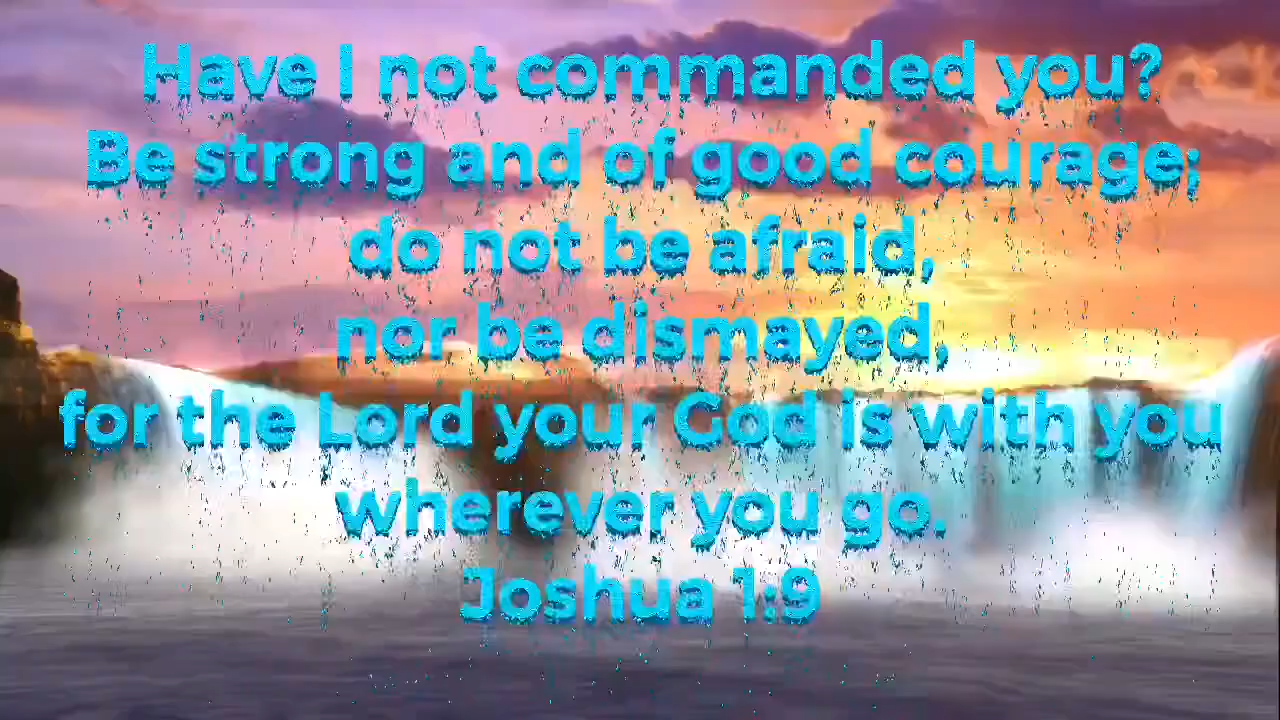 Have I not commanded you?
Be strong and of good courage;
do not be afraid,
nor be dismayed,
for the Lord your God is with you
wherever you go.
Joshua 1:9